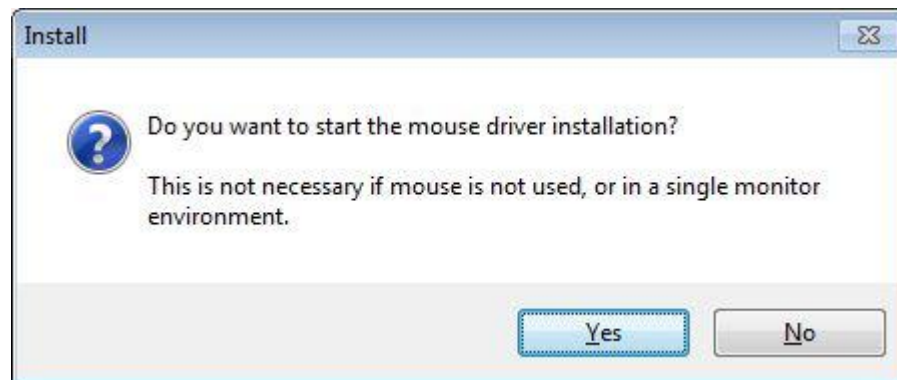 Install
Do you want to start the mouse driver installation?
This is not necessary if mouse is not used, or in a single monitor
environment.
Yes
No